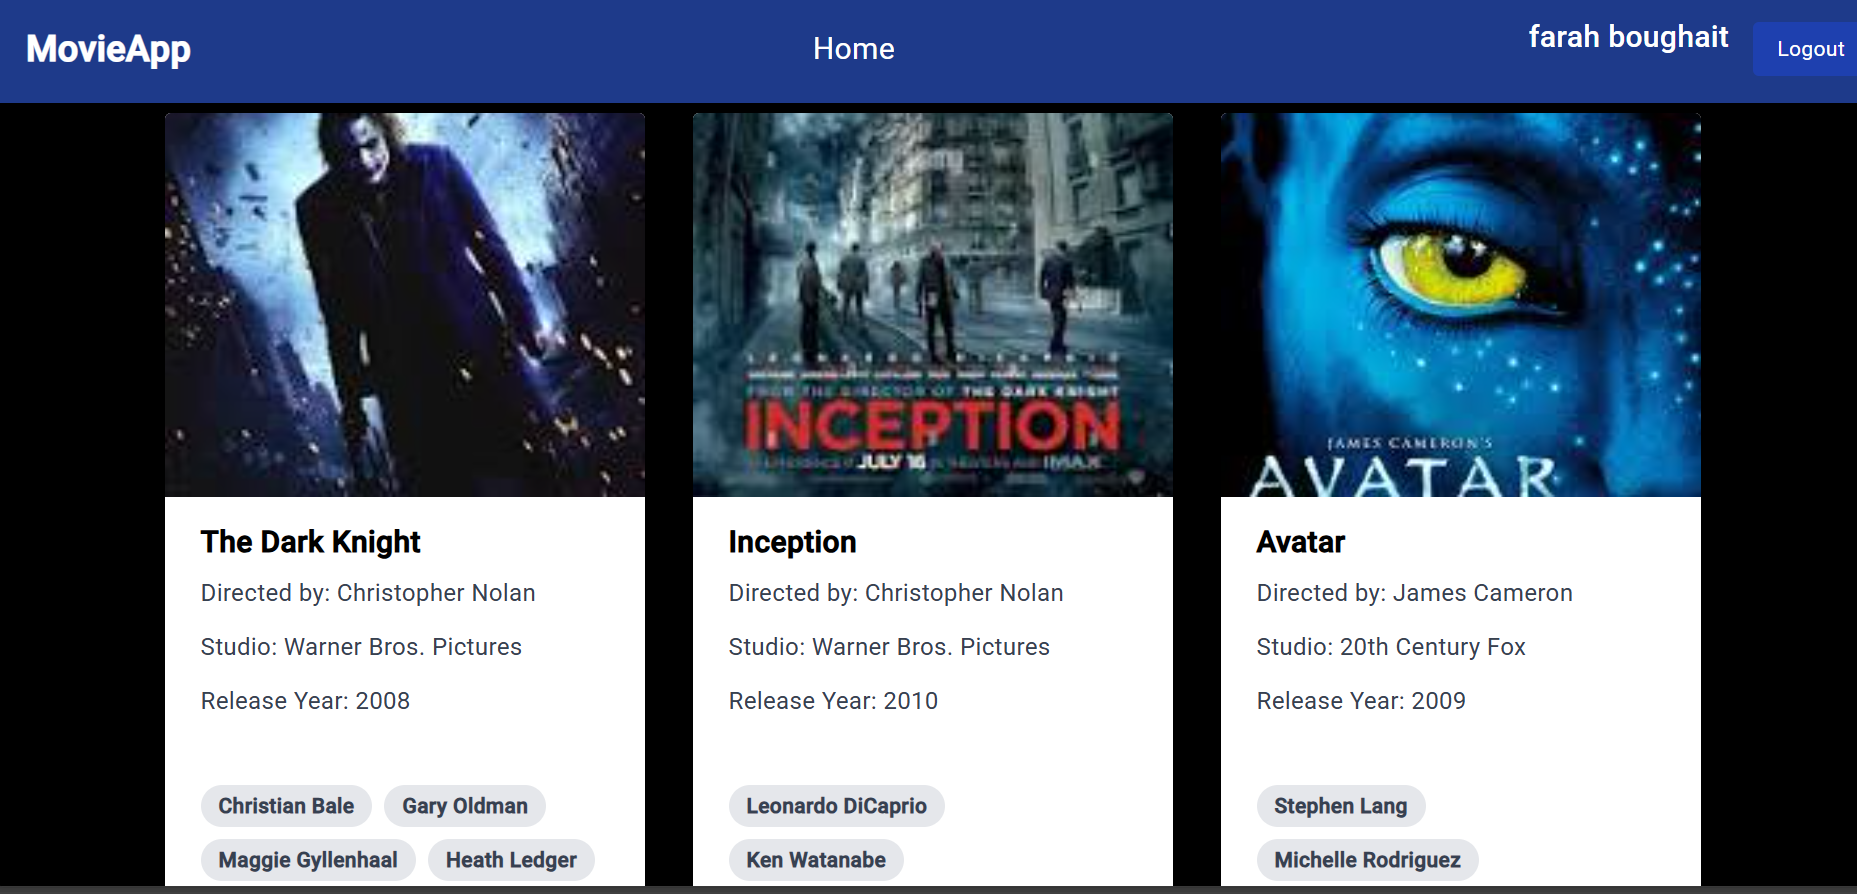 MovieApp
Home
farah boughait
Logout
FROM THE DIRECTOR OF THE DARK KNIGHT
INCEPTION
JULY 16 IN THEATERS AND IMAX
JAMES CAMERON'S
AVATAR
The Dark Knight
Directed by: Christopher Nolan
Studio: Warner Bros. Pictures
Release Year: 2008
Christian Bale
Gary Oldman
Maggie Gyllenhaal
Heath Ledger
Inception
Directed by: Christopher Nolan
Studio: Warner Bros. Pictures
Release Year: 2010
Leonardo DiCaprio
Ken Watanabe
Avatar
Directed by: James Cameron
Studio: 20th Century Fox
Release Year: 2009
Stephen Lang
Michelle Rodriguez